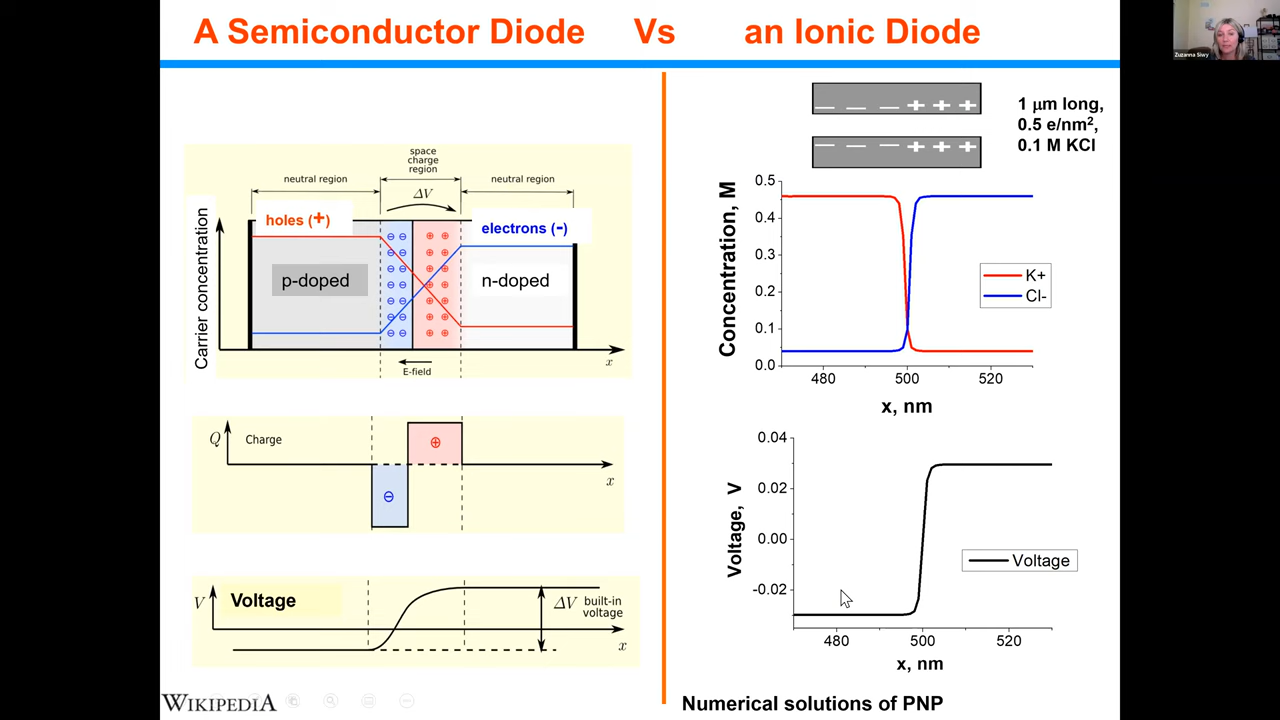 A Semiconductor Diode Vs an Ionic Diode
Zuzanna Siwy
space
charge
region
neutral region
neutral region
ΔV
holes (+)
electrons (-)
p-doped
n-doped
Carrier concentration
E-field
x
Q
Charge
x
V
Voltage
ΔV
built-in
voltage
x
WIKIPEDIA
1 μm long,
0.5 e/nm²,
0.1 M KCl
Concentration, M
0.5
0.4
0.3
0.2
0.1
0.0
K+
Cl-
480
500
520
x, nm
Voltage, V
0.04
0.02
0.00
-0.02
Voltage
480
500
520
x, nm
Numerical solutions of PNP